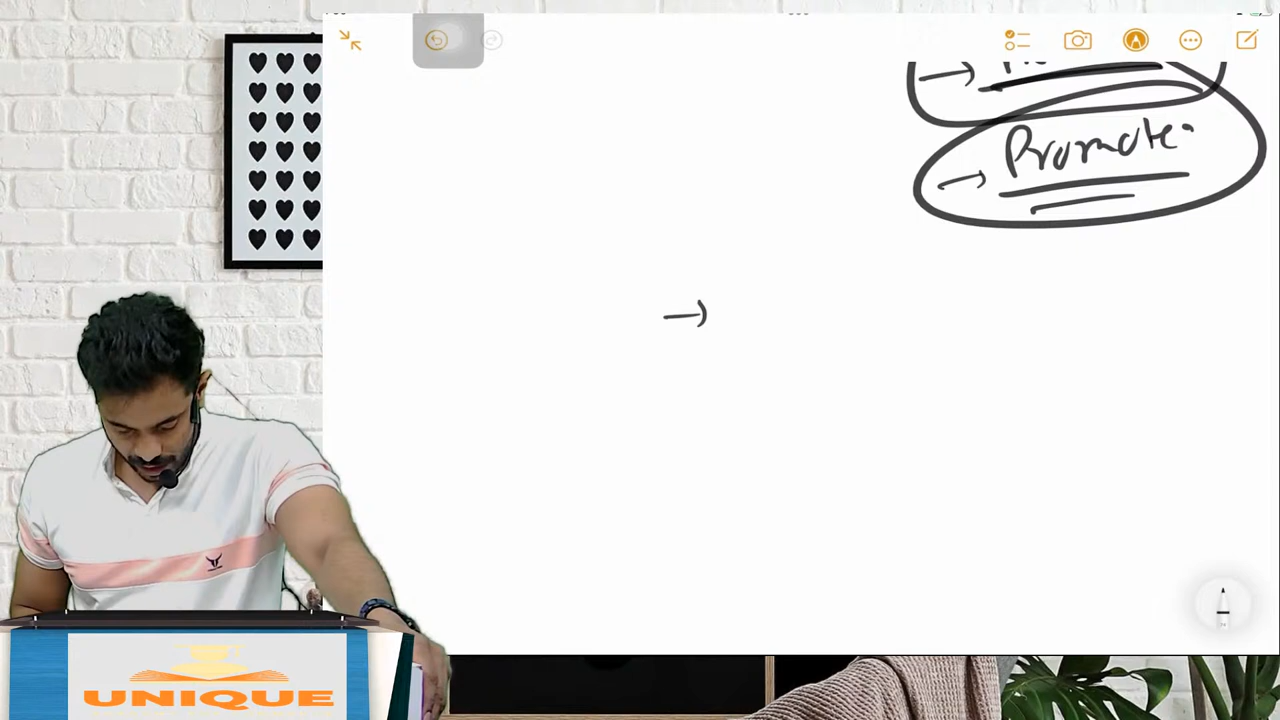 →
→ Promote
→
UNIQUE